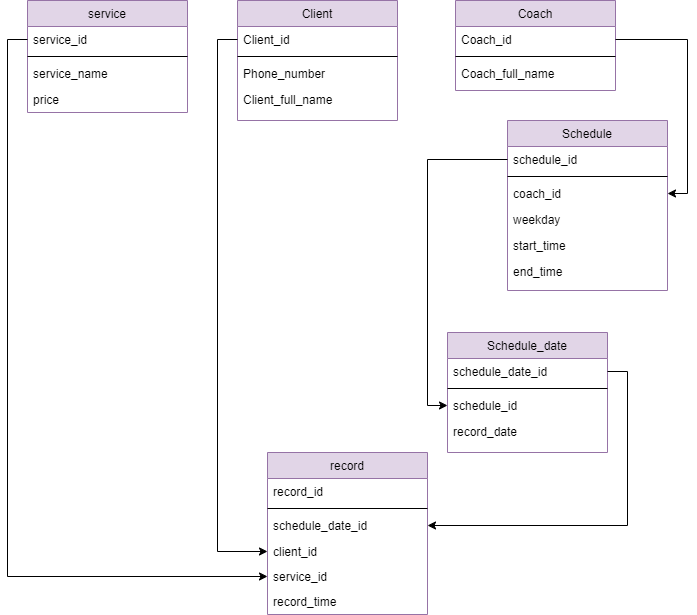 service
service_id
service_name
price
Client
Client_id
Phone_number
Client_full_name
Coach
Coach_id
Coach_full_name
Schedule
schedule_id
coach_id
weekday
start_time
end_time
Schedule_date
schedule_date_id
schedule_id
record_date
record
record_id
schedule_date_id
client_id
service_id
record_time